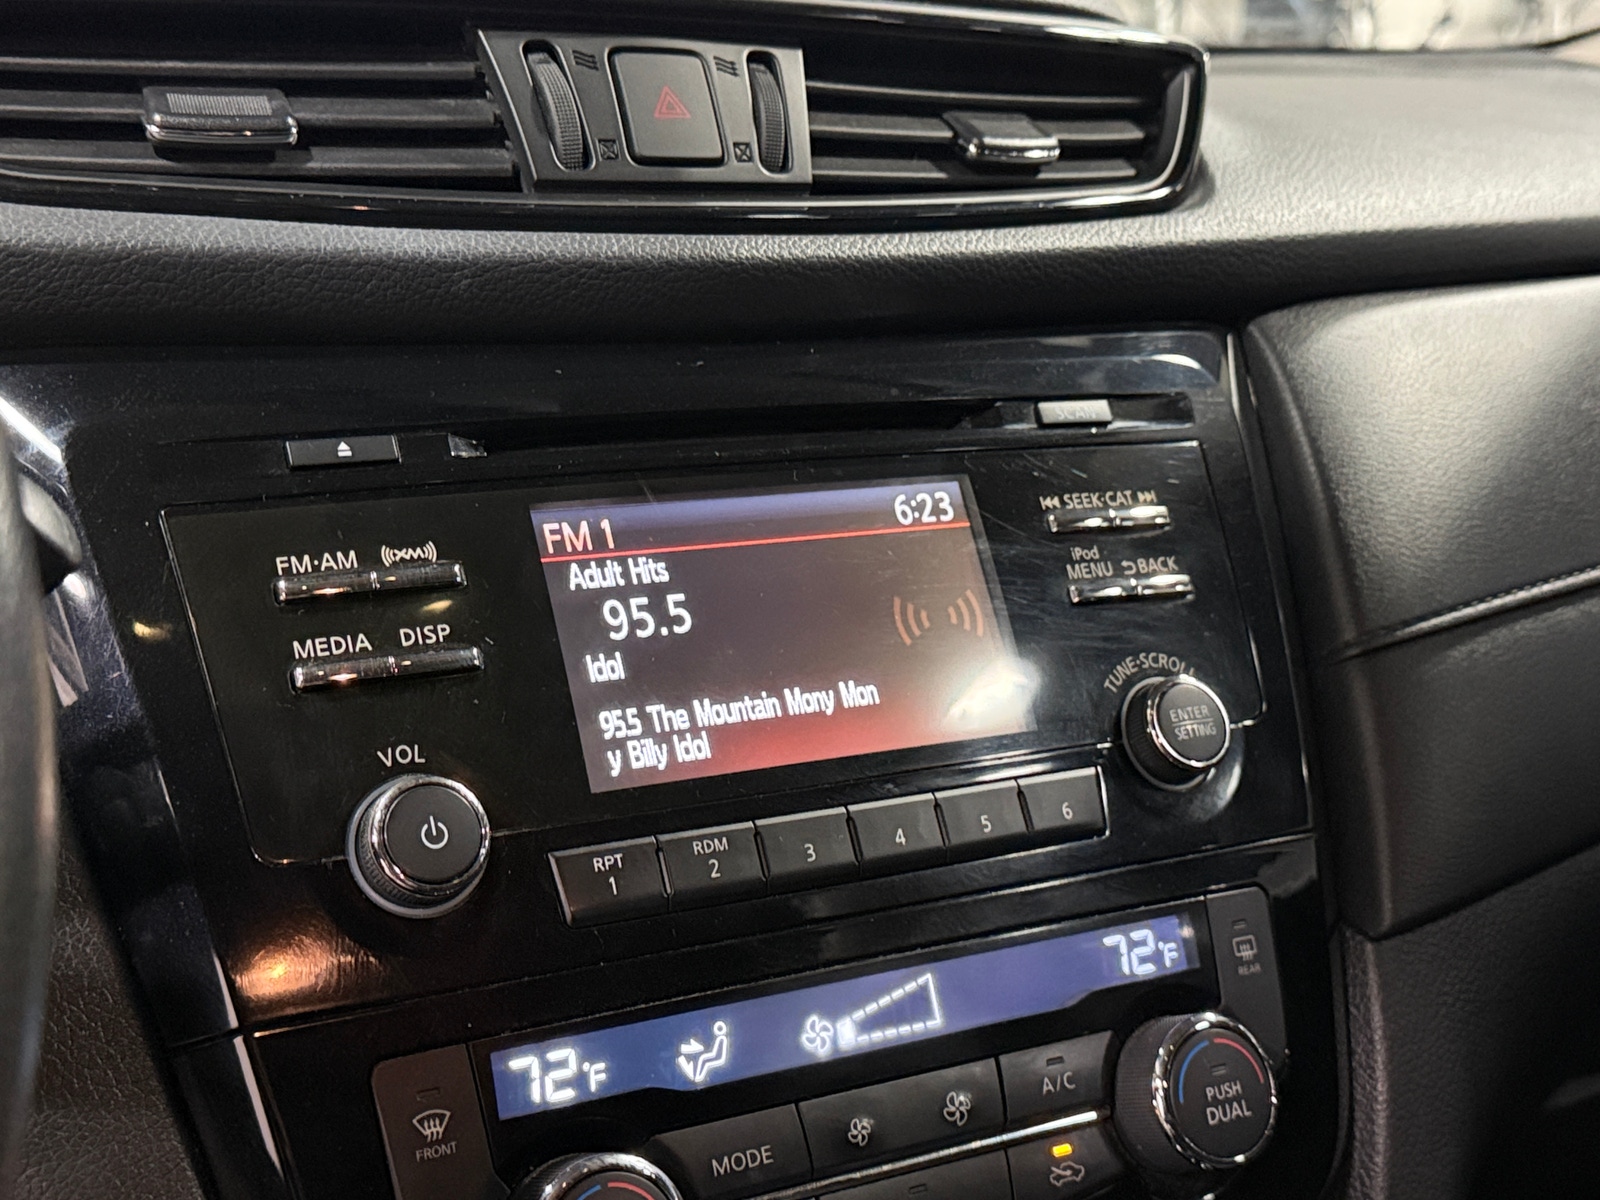 SCAN
FM 1 6:23
Adult Hits
95.5
Idol
95.5 The Mountain Mony Mon
y Billy Idol
FM·AM XM
MEDIA DISP
VOL
SEEK·CAT
iPod
MENU BACK
TUNE·SCROLL
ENTER
SETTING
RPT
1
RDM
2
3
4
5
6
72°F
72°F
REAR
FRONT
MODE
A/C
PUSH
DUAL